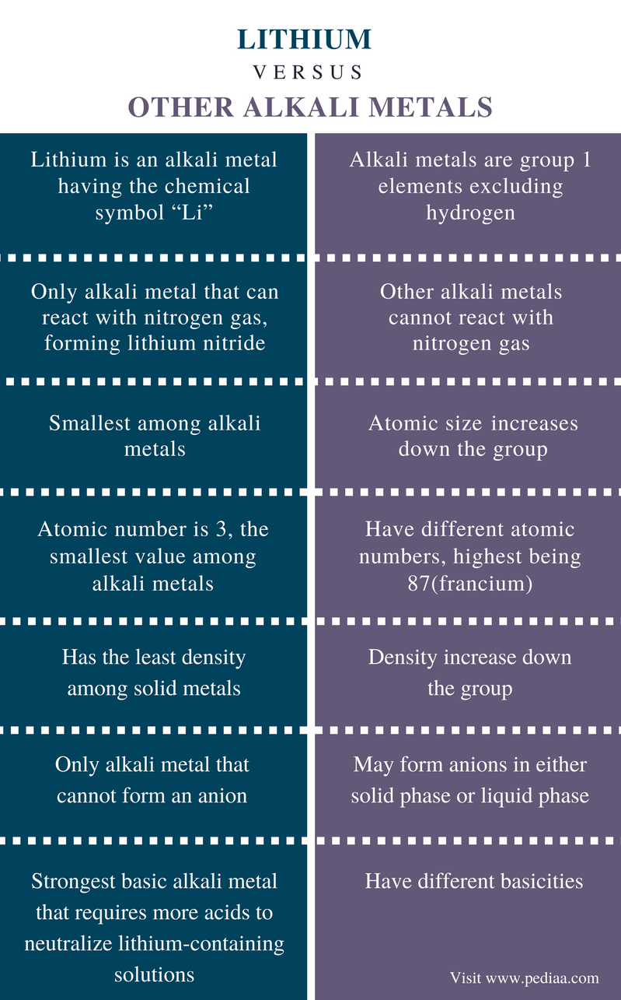 LITHIUM
VERSUS
OTHER ALKALI METALS
Lithium is an alkali metal
having the chemical
symbol “Li”
Alkali metals are group 1
elements excluding
hydrogen
Only alkali metal that can
react with nitrogen gas,
forming lithium nitride
Other alkali metals
cannot react with
nitrogen gas
Smallest among alkali
metals
Atomic size increases
down the group
Atomic number is 3, the
smallest value among
alkali metals
Have different atomic
numbers, highest being
87(francium)
Has the least density
among solid metals
Density increase down
the group
Only alkali metal that
cannot form an anion
May form anions in either
solid phase or liquid phase
Strongest basic alkali metal
that requires more acids to
neutralize lithium-containing
solutions
Have different basicities
Visit www.pediaa.com